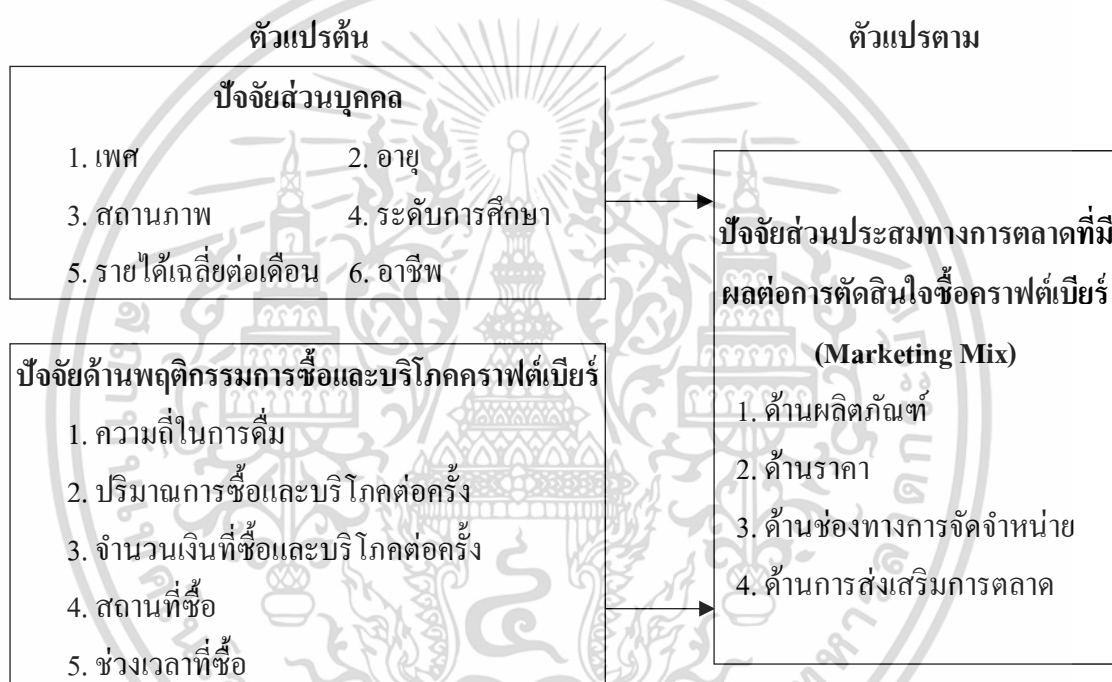 ตัวแปรต้น
ตัวแปรตาม
ปัจจัยส่วนบุคคล
1. เพศ 2. อายุ
3. สถานภาพ 4. ระดับการศึกษา
5. รายได้เฉลี่ยต่อเดือน 6. อาชีพ
ปัจจัยด้านพฤติกรรมการซื้อและบริโภคคราฟต์เบียร์
1. ความถี่ในการดื่ม
2. ปริมาณการซื้อและบริโภคต่อครั้ง
3. จำนวนเงินที่ซื้อและบริโภคต่อครั้ง
4. สถานที่ซื้อ
5. ช่วงเวลาที่ซื้อ
ปัจจัยส่วนประสมทางการตลาดที่มี
ผลต่อการตัดสินใจซื้อคราฟต์เบียร์
(Marketing Mix)
1. ด้านผลิตภัณฑ์
2. ด้านราคา
3. ด้านช่องทางการจัดจำหน่าย
4. ด้านการส่งเสริมการตลาด